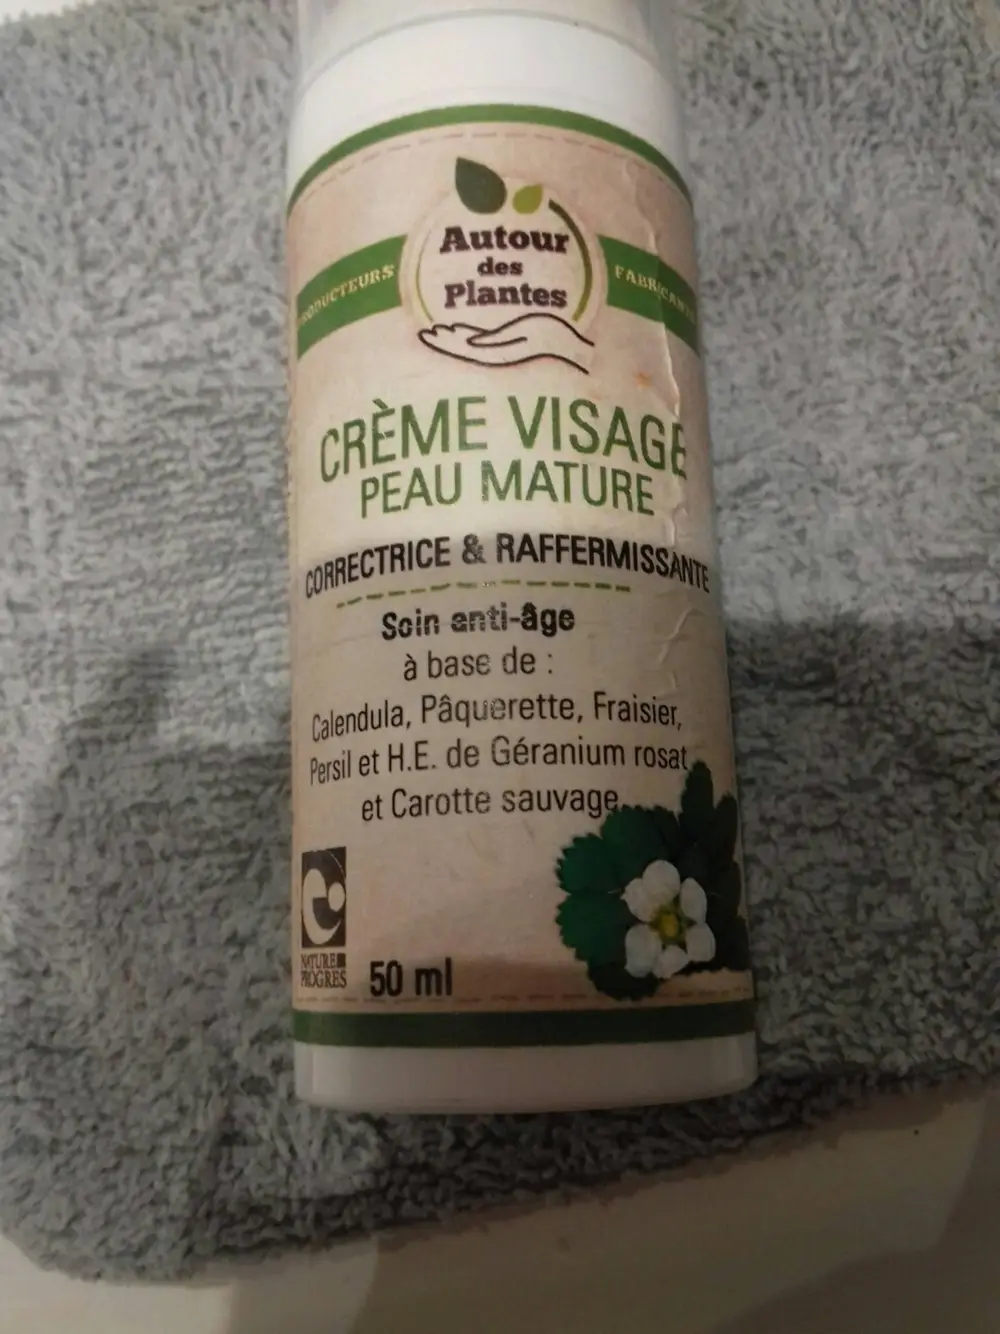 Autour
des
Plantes
PRODUCTEURS
FABRICANTS
CRÈME VISAGE
PEAU MATURE
CORRECTRICE & RAFFERMISSANTE
Soin anti-âge
à base de :
Calendula, Pâquerette, Fraisier,
Persil et H.E. de Géranium rosat
et Carotte sauvage.
NATURE
PROGRES
50 ml